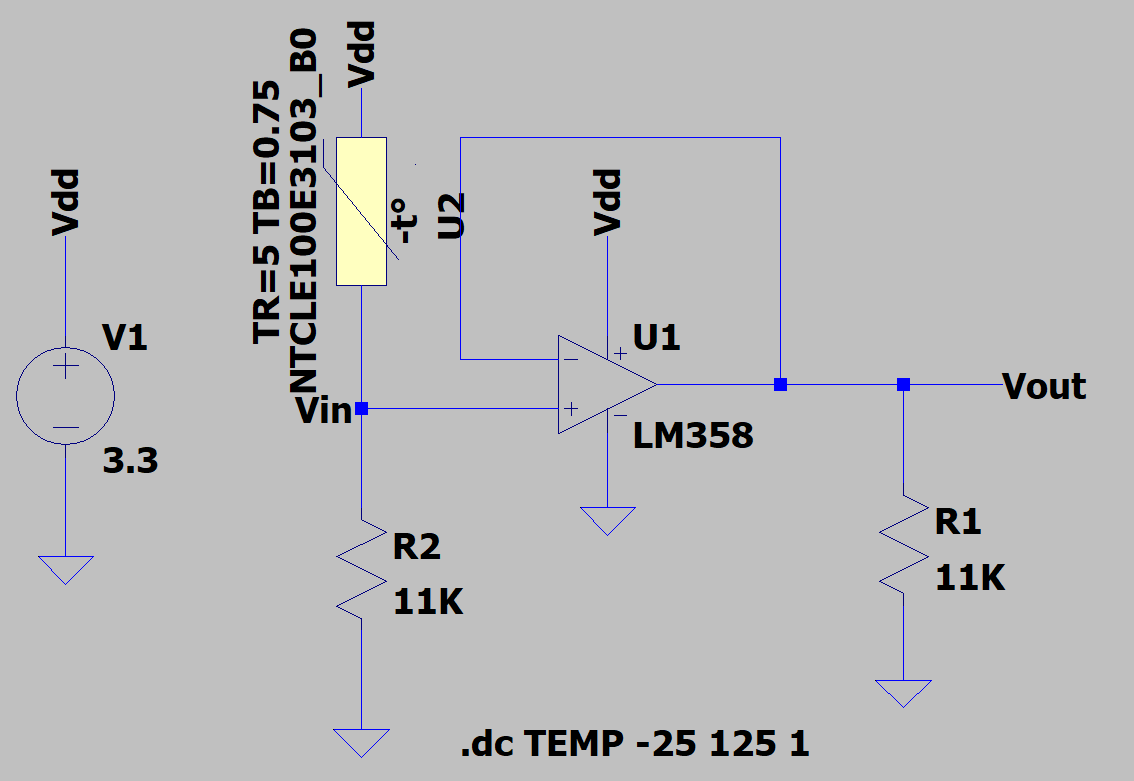 Vdd
V1
3.3
TR=5 TB=0.75
NTCLE100E3103_B0
Vdd
-t°
U2
Vin
R2
11K
Vdd
U1
LM358
Vout
R1
11K
.dc TEMP -25 125 1